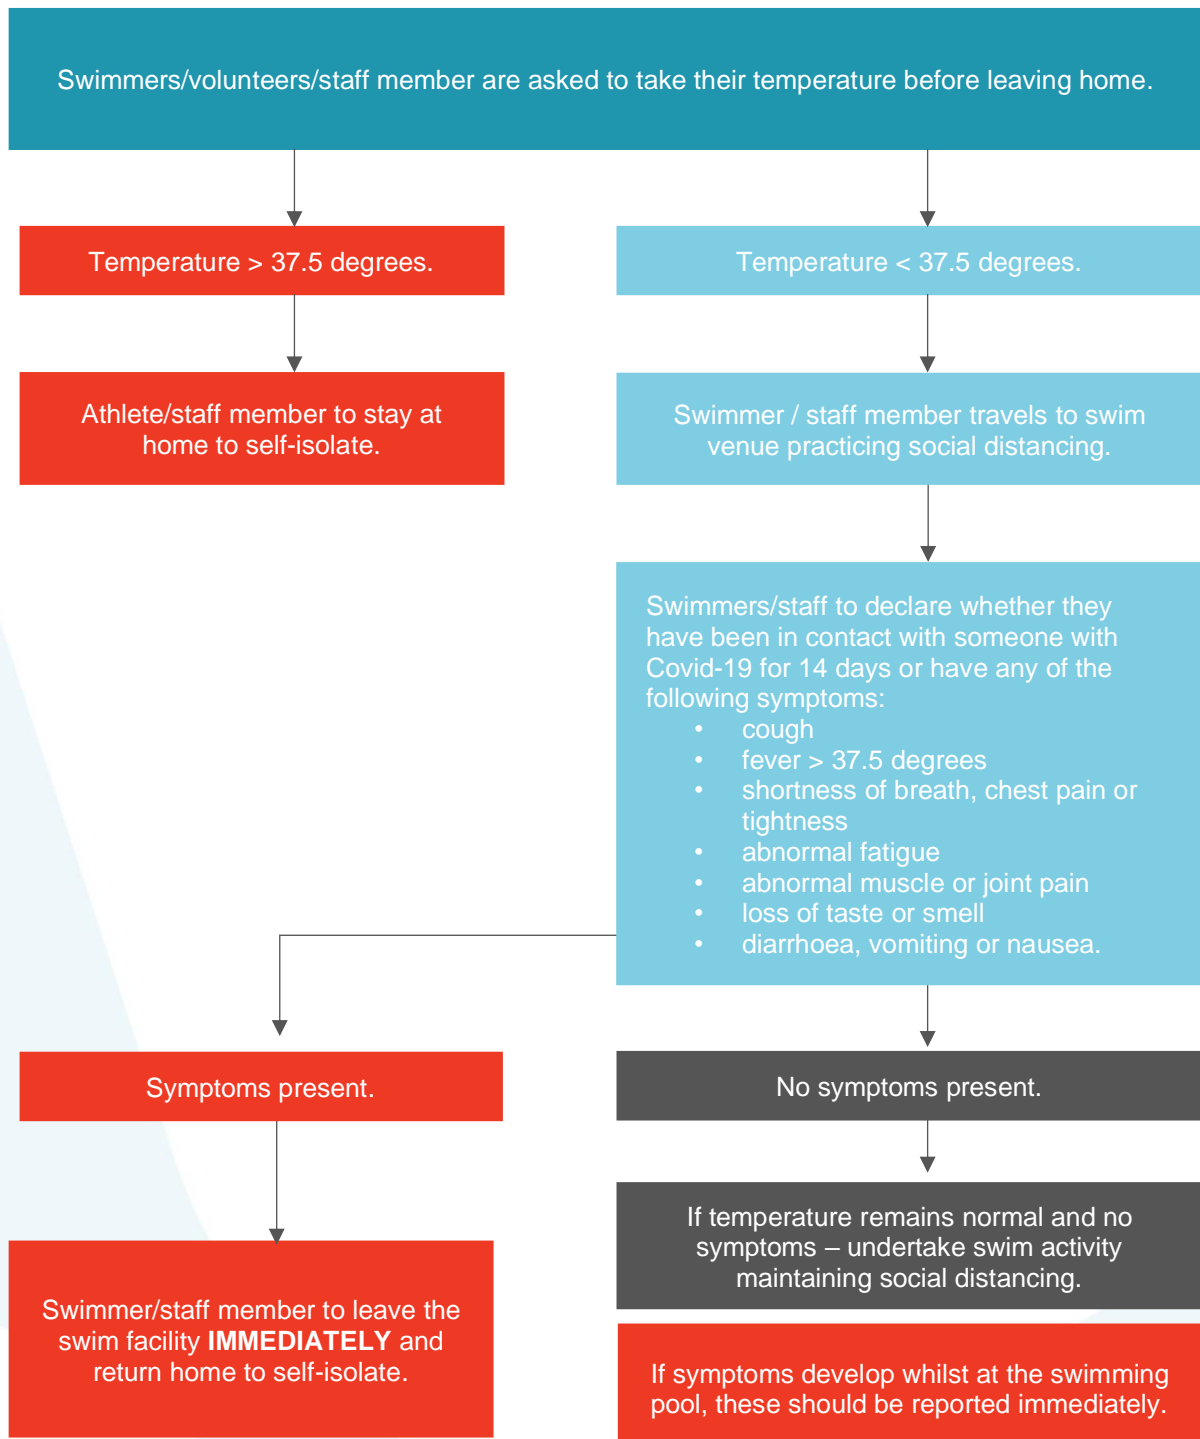 Swimmers/volunteers/staff member are asked to take their temperature before leaving home.
Temperature > 37.5 degrees.
Temperature < 37.5 degrees.
Athlete/staff member to stay at
home to self-isolate.
Swimmer / staff member travels to swim
venue practicing social distancing.
Swimmers/staff to declare whether they
have been in contact with someone with
Covid-19 for 14 days or have any of the
following symptoms:
• cough
• fever > 37.5 degrees
• shortness of breath, chest pain or
tightness
• abnormal fatigue
• abnormal muscle or joint pain
• loss of taste or smell
• diarrhoea, vomiting or nausea.
Symptoms present.
No symptoms present.
If temperature remains normal and no
symptoms – undertake swim activity
maintaining social distancing.
Swimmer/staff member to leave the
swim facility IMMEDIATELY and
return home to self-isolate.
If symptoms develop whilst at the swimming
pool, these should be reported immediately.